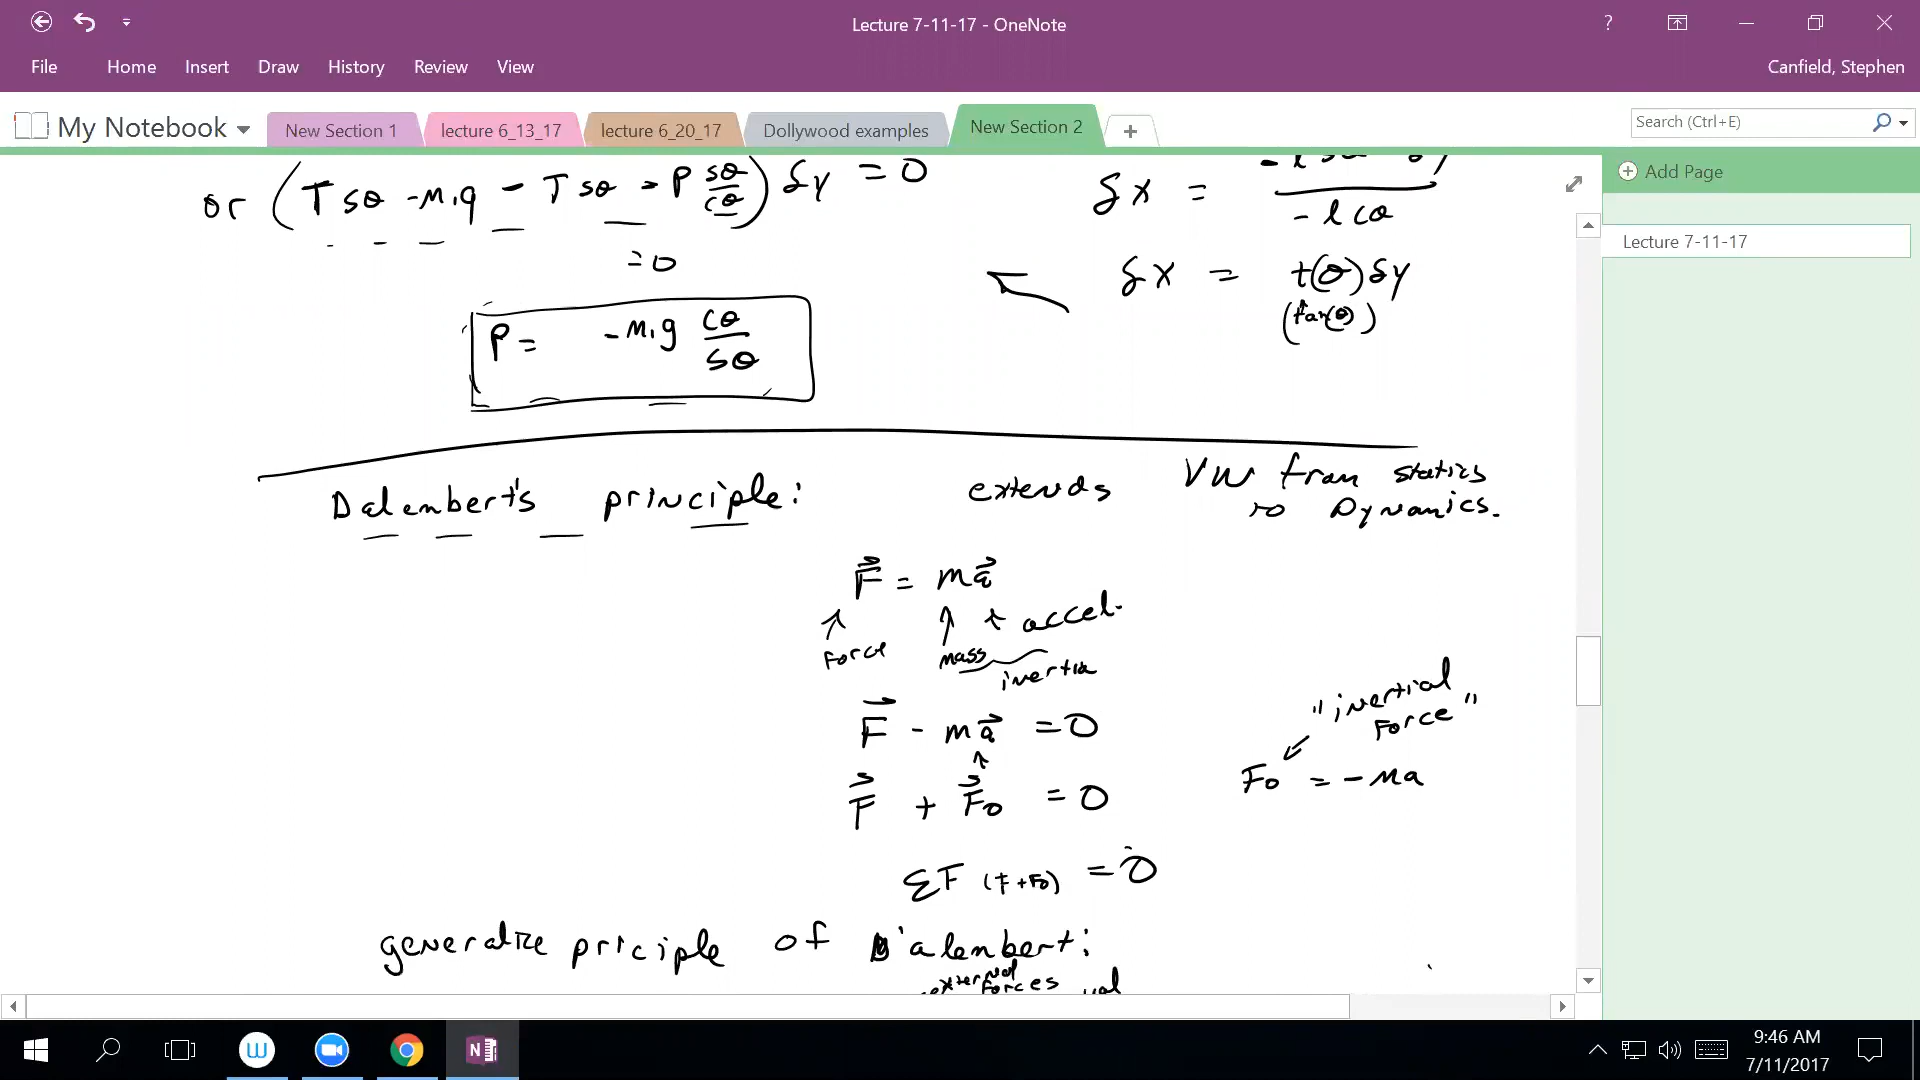 Lecture 7-11-17 - OneNote
?
File Home Insert Draw History Review View
Canfield, Stephen
My Notebook
New Section 1
lecture 6_13_17
lecture 6_20_17
Dollywood examples
New Section 2
+
Search (Ctrl+E)
Add Page
Lecture 7-11-17
or (T sθ - m₁g - T sθ - P sθ/cθ) δy = 0
= 0
P = -m₁g cθ/sθ
δx =
- l cθ
δx = t(θ) δy
(tan(θ))
Dalembert's principle: extends VW from statics
to Dynamics.
F⃗ = ma⃗
Force mass accel.
inertia
F⃗ - ma⃗ = 0
"inertial
Force"
F⃗ + F⃗o = 0
Fo = -ma
ΣF (F+Fo) = 0
generalize priciple of D'alembert:
external
forces
N
9:46 AM
7/11/2017